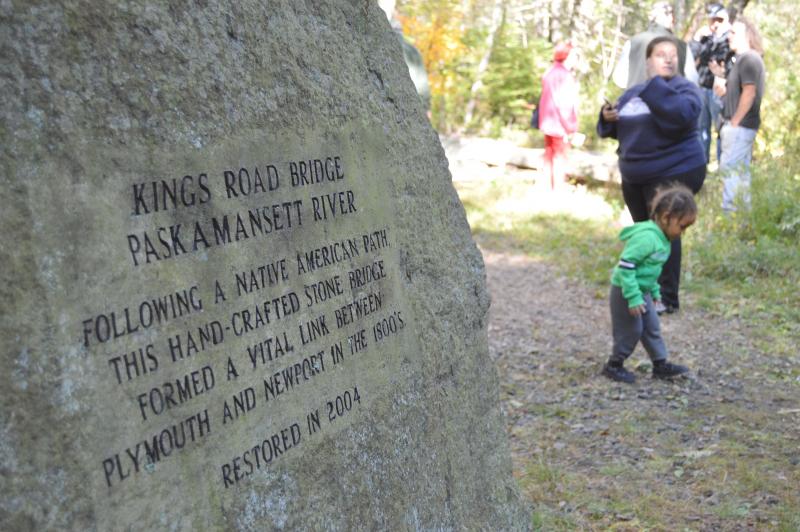 KINGS ROAD BRIDGE
PASKAMANSETT RIVER
FOLLOWING A NATIVE AMERICAN PATH,
THIS HAND-CRAFTED STONE BRIDGE
FORMED A VITAL LINK BETWEEN
PLYMOUTH AND NEWPORT IN THE 1800'S.
RESTORED IN 2004